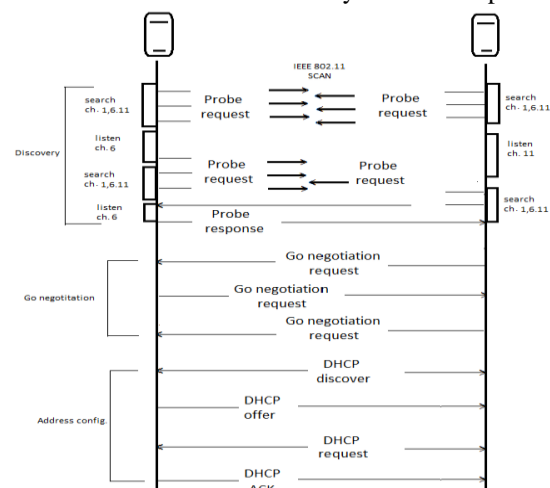 IEEE 802.11
SCAN
search
ch. 1,6.11
Probe
request
Probe
request
search
ch. 1,6.11
listen
ch. 6
listen
ch. 11
Discovery
search
ch. 1,6.11
Probe
request
Probe
request
listen
ch. 6
Probe
response
search
ch. 1,6.11
Go negotiation
request
Go negotitation
Go negotiation
request
Go negotiation
request
DHCP
discover
Address config.
DHCP
offer
DHCP
request
DHCP